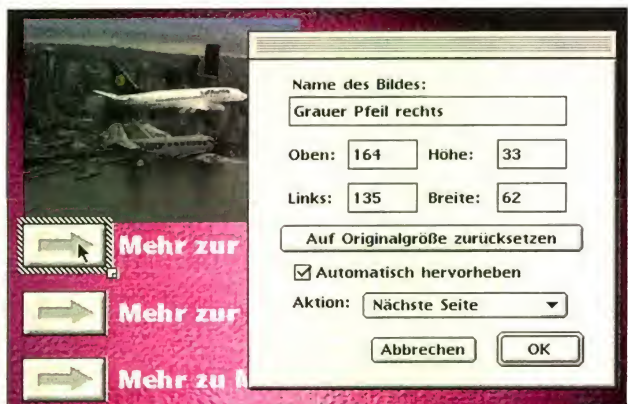 Mehr zur
Mehr zur
Mehr zu
Name des Bildes:
Grauer Pfeil rechts
Oben: 164 Höhe: 33
Links: 135 Breite: 62
Auf Originalgröße zurücksetzen
Automatisch hervorheben
Aktion: Nächste Seite
Abbrechen OK